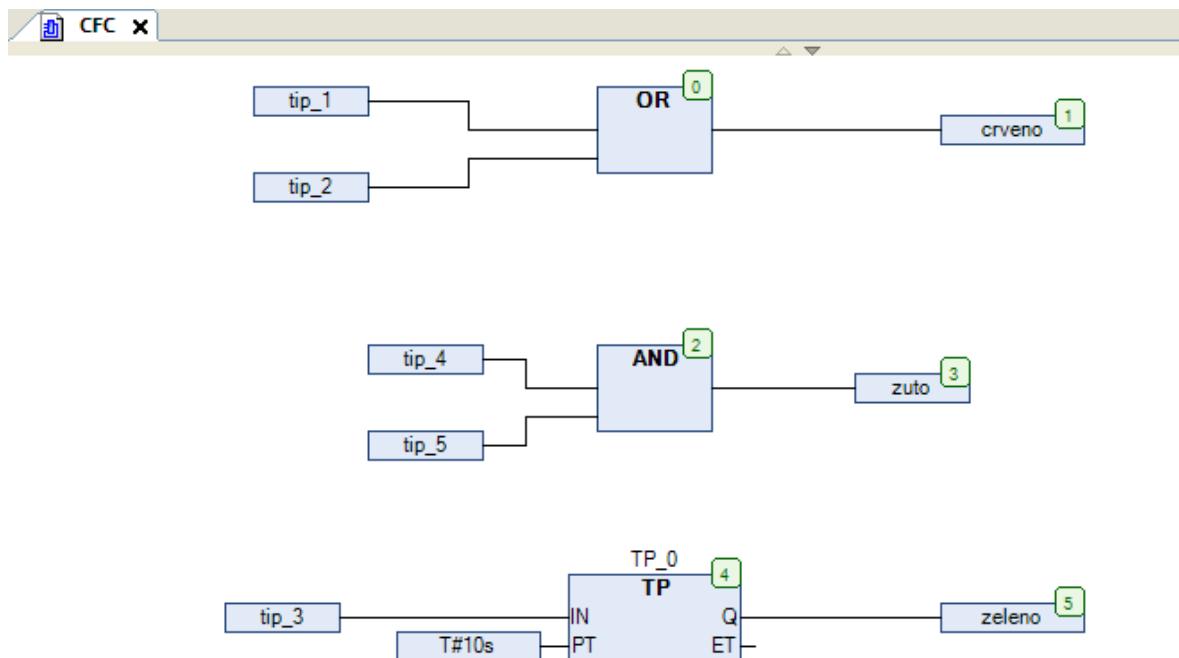 CFC
tip_1
OR
0
crveno
1
tip_2
tip_4
AND
2
zuto
3
tip_5
TP_0
TP
4
tip_3
IN
Q
zeleno
5
T#10s
PT
ET